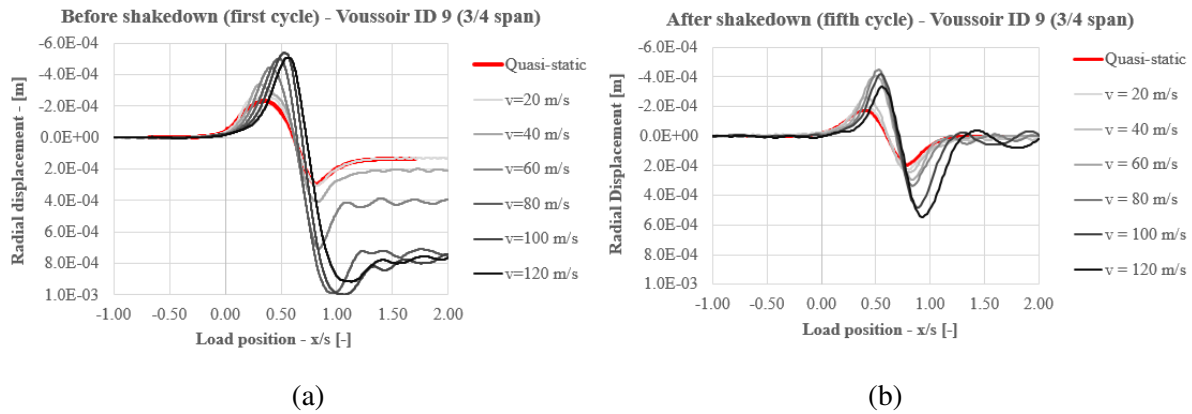 Before shakedown (first cycle) - Voussoir ID 9 (3/4 span)
-6.0E-04
-4.0E-04
-2.0E-04
0.0E+00
2.0E-04
4.0E-04
6.0E-04
8.0E-04
1.0E-03
Radial displacement - [m]
-1.00 -0.50 0.00 0.50 1.00 1.50 2.00
Load position - x/s [-]
Quasi-static
v=20 m/s
v=40 m/s
v=60 m/s
v=80 m/s
v=100 m/s
v=120 m/s
(a)
After shakedown (fifth cycle) - Voussoir ID 9 (3/4 span)
-6.0E-04
-4.0E-04
-2.0E-04
0.0E+00
2.0E-04
4.0E-04
6.0E-04
8.0E-04
1.0E-03
Radial Displacement [m]
-1.00 -0.50 0.00 0.50 1.00 1.50 2.00
Load position - x/s [-]
Quasi-static
v = 20 m/s
v = 40 m/s
v = 60 m/s
v = 80 m/s
v = 100 m/s
v = 120 m/s
(b)